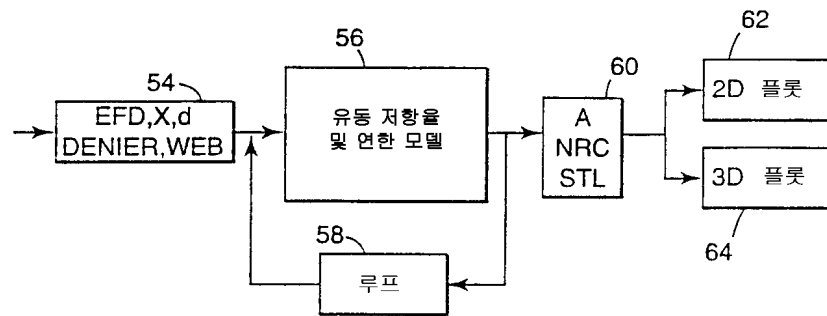 54
EFD,X,d
DENIER,WEB
56
유동 저항율
및 연한 모델
58
루프
60
A
NRC
STL
62
2D 플롯
3D 플롯
64